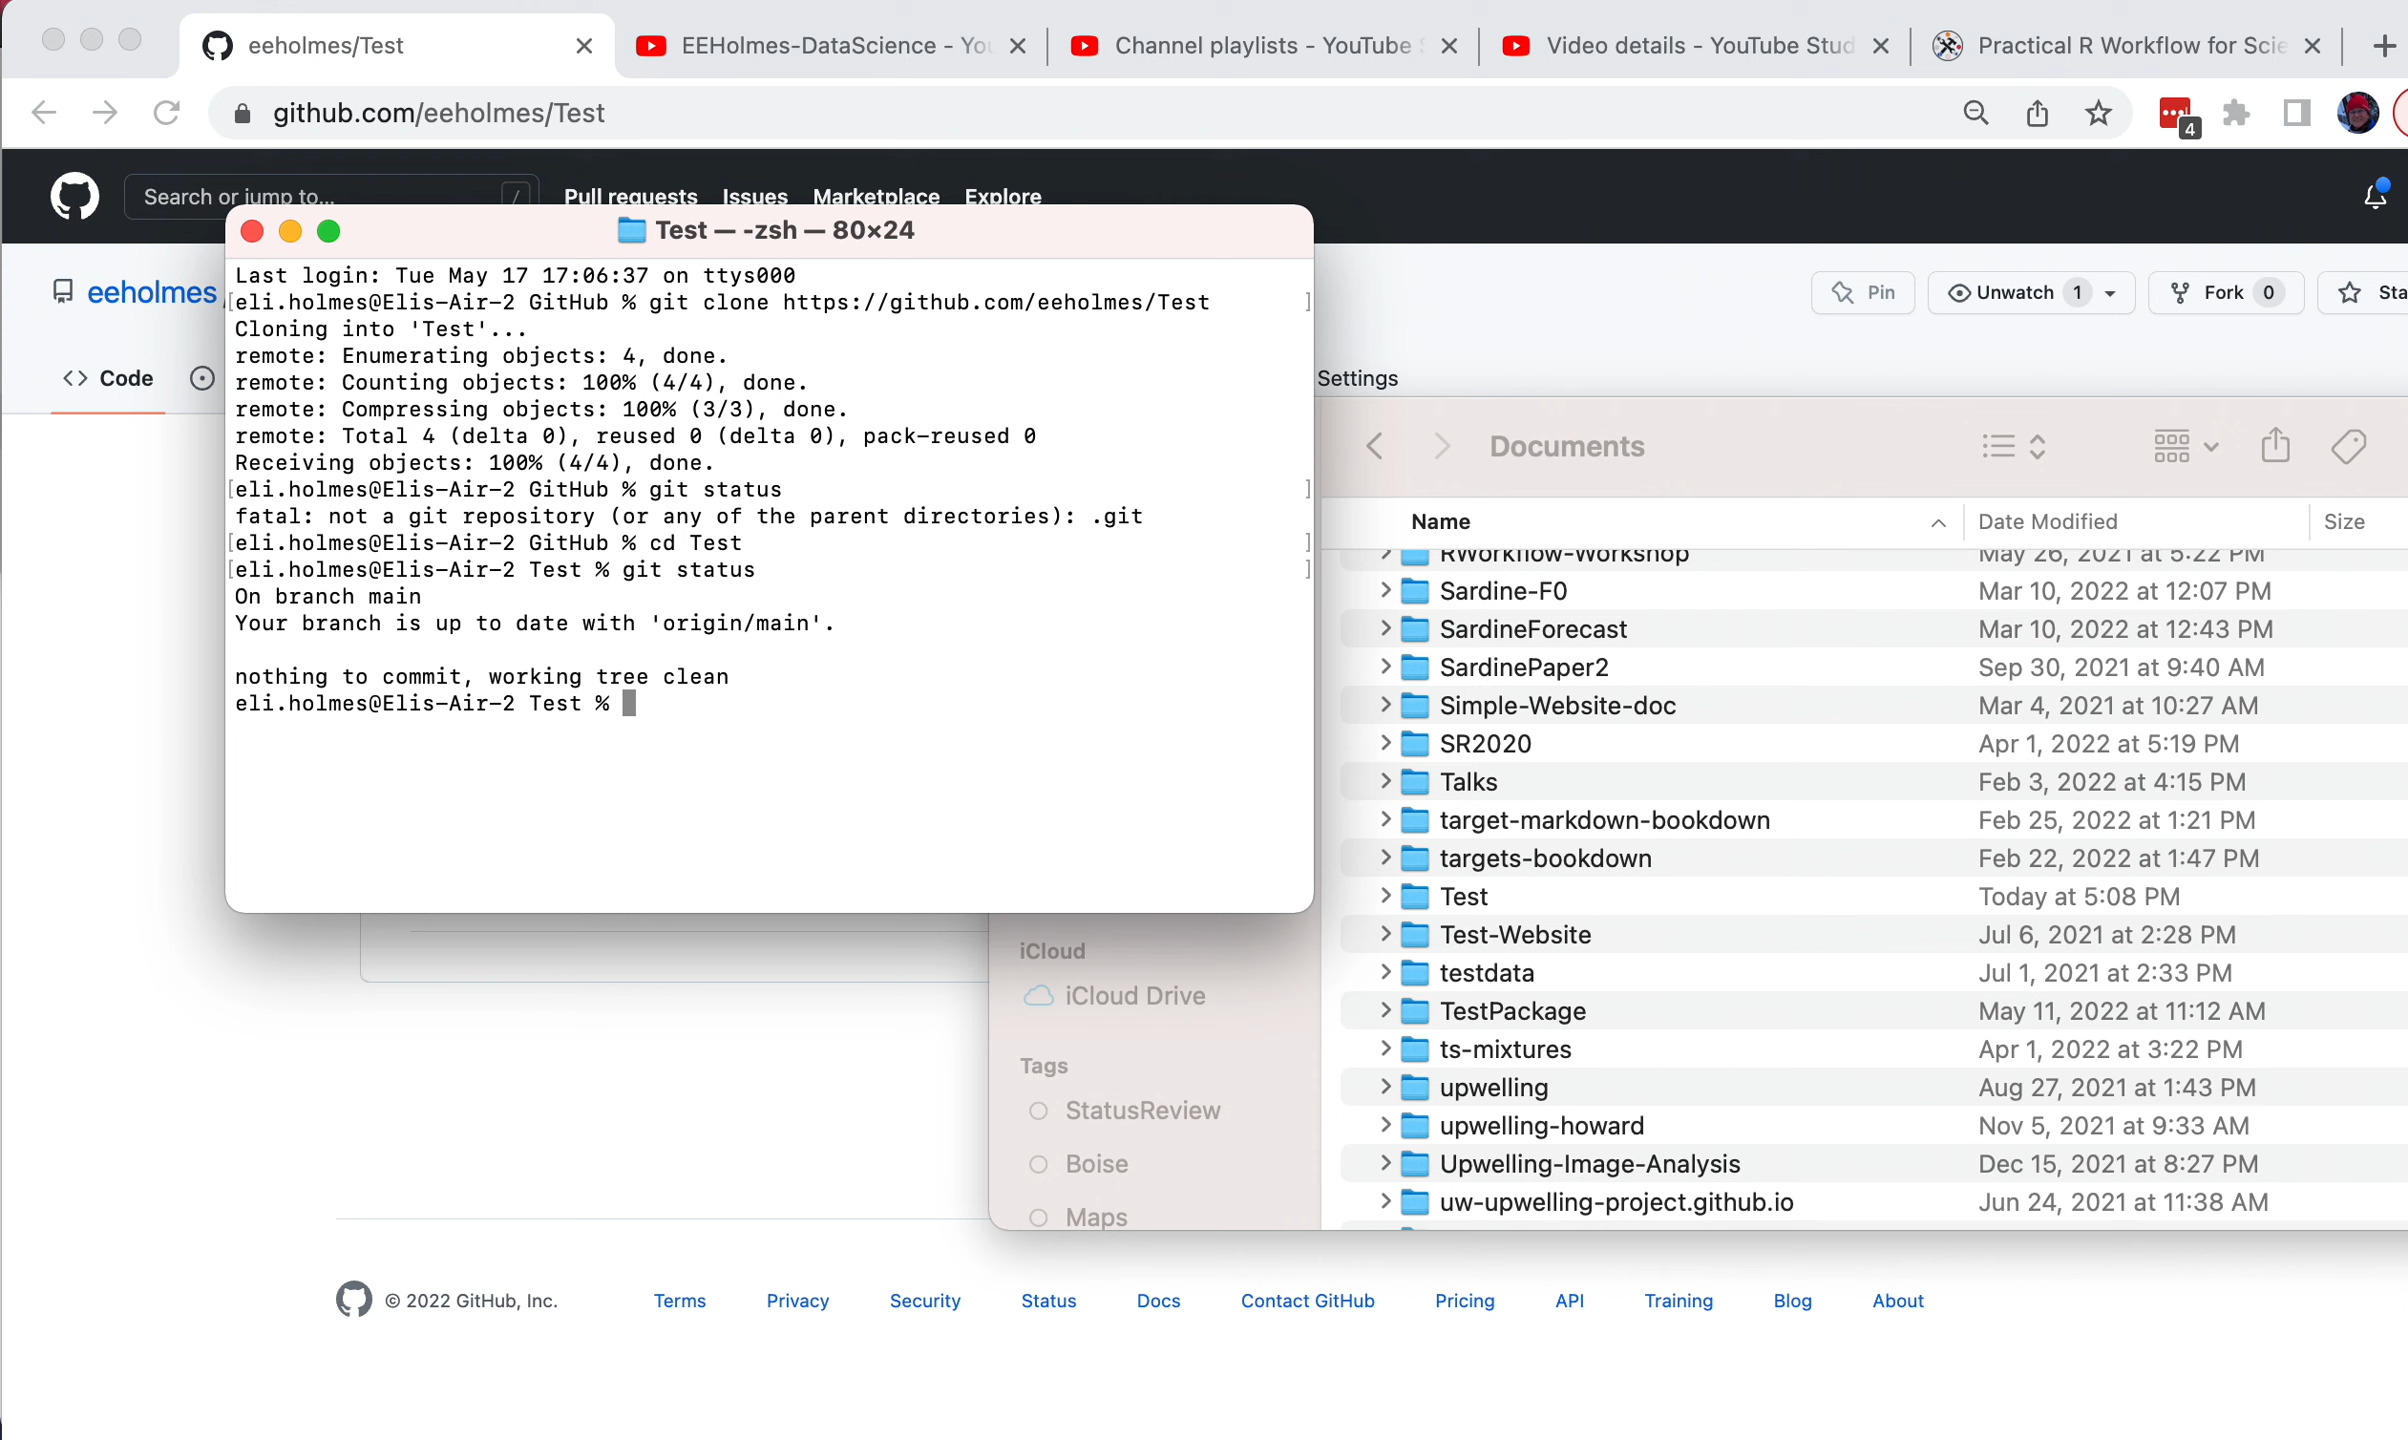 eeholmes/Test
EEHolmes-DataScience - You
Channel playlists - YouTube S
Video details - YouTube Stud
Practical R Workflow for Scie
github.com/eeholmes/Test
4
Search or jump to...
/
Pull requests
Issues
Marketplace
Explore
Test — -zsh — 80×24
eeholmes
Pin
Unwatch 1
Fork 0
Sta
Code
Settings
Last login: Tue May 17 17:06:37 on ttys000
[eli.holmes@Elis-Air-2 GitHub % git clone https://github.com/eeholmes/Test ]
Cloning into 'Test'...
remote: Enumerating objects: 4, done.
remote: Counting objects: 100% (4/4), done.
remote: Compressing objects: 100% (3/3), done.
remote: Total 4 (delta 0), reused 0 (delta 0), pack-reused 0
Receiving objects: 100% (4/4), done.
[eli.holmes@Elis-Air-2 GitHub % git status ]
fatal: not a git repository (or any of the parent directories): .git
[eli.holmes@Elis-Air-2 GitHub % cd Test ]
[eli.holmes@Elis-Air-2 Test % git status ]
On branch main
Your branch is up to date with 'origin/main'.
nothing to commit, working tree clean
eli.holmes@Elis-Air-2 Test %
Documents
Name Date Modified Size
RWorkflow-Workshop May 26, 2021 at 5:22 PM
Sardine-F0 Mar 10, 2022 at 12:07 PM
SardineForecast Mar 10, 2022 at 12:43 PM
SardinePaper2 Sep 30, 2021 at 9:40 AM
Simple-Website-doc Mar 4, 2021 at 10:27 AM
SR2020 Apr 1, 2022 at 5:19 PM
Talks Feb 3, 2022 at 4:15 PM
target-markdown-bookdown Feb 25, 2022 at 1:21 PM
targets-bookdown Feb 22, 2022 at 1:47 PM
Test Today at 5:08 PM
Test-Website Jul 6, 2021 at 2:28 PM
testdata Jul 1, 2021 at 2:33 PM
TestPackage May 11, 2022 at 11:12 AM
ts-mixtures Apr 1, 2022 at 3:22 PM
upwelling Aug 27, 2021 at 1:43 PM
upwelling-howard Nov 5, 2021 at 9:33 AM
Upwelling-Image-Analysis Dec 15, 2021 at 8:27 PM
uw-upwelling-project.github.io Jun 24, 2021 at 11:38 AM
iCloud
iCloud Drive
Tags
StatusReview
Boise
Maps
© 2022 GitHub, Inc.
Terms
Privacy
Security
Status
Docs
Contact GitHub
Pricing
API
Training
Blog
About